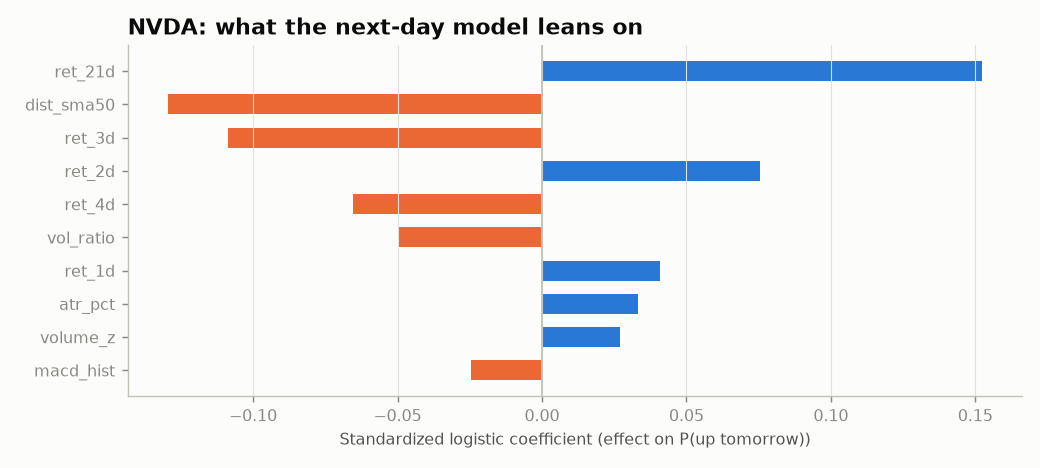 NVDA: what the next-day model leans on
ret_21d
dist_sma50
ret_3d
ret_2d
ret_4d
vol_ratio
ret_1d
atr_pct
volume_z
macd_hist
−0.10 −0.05 0.00 0.05 0.10 0.15
Standardized logistic coefficient (effect on P(up tomorrow))